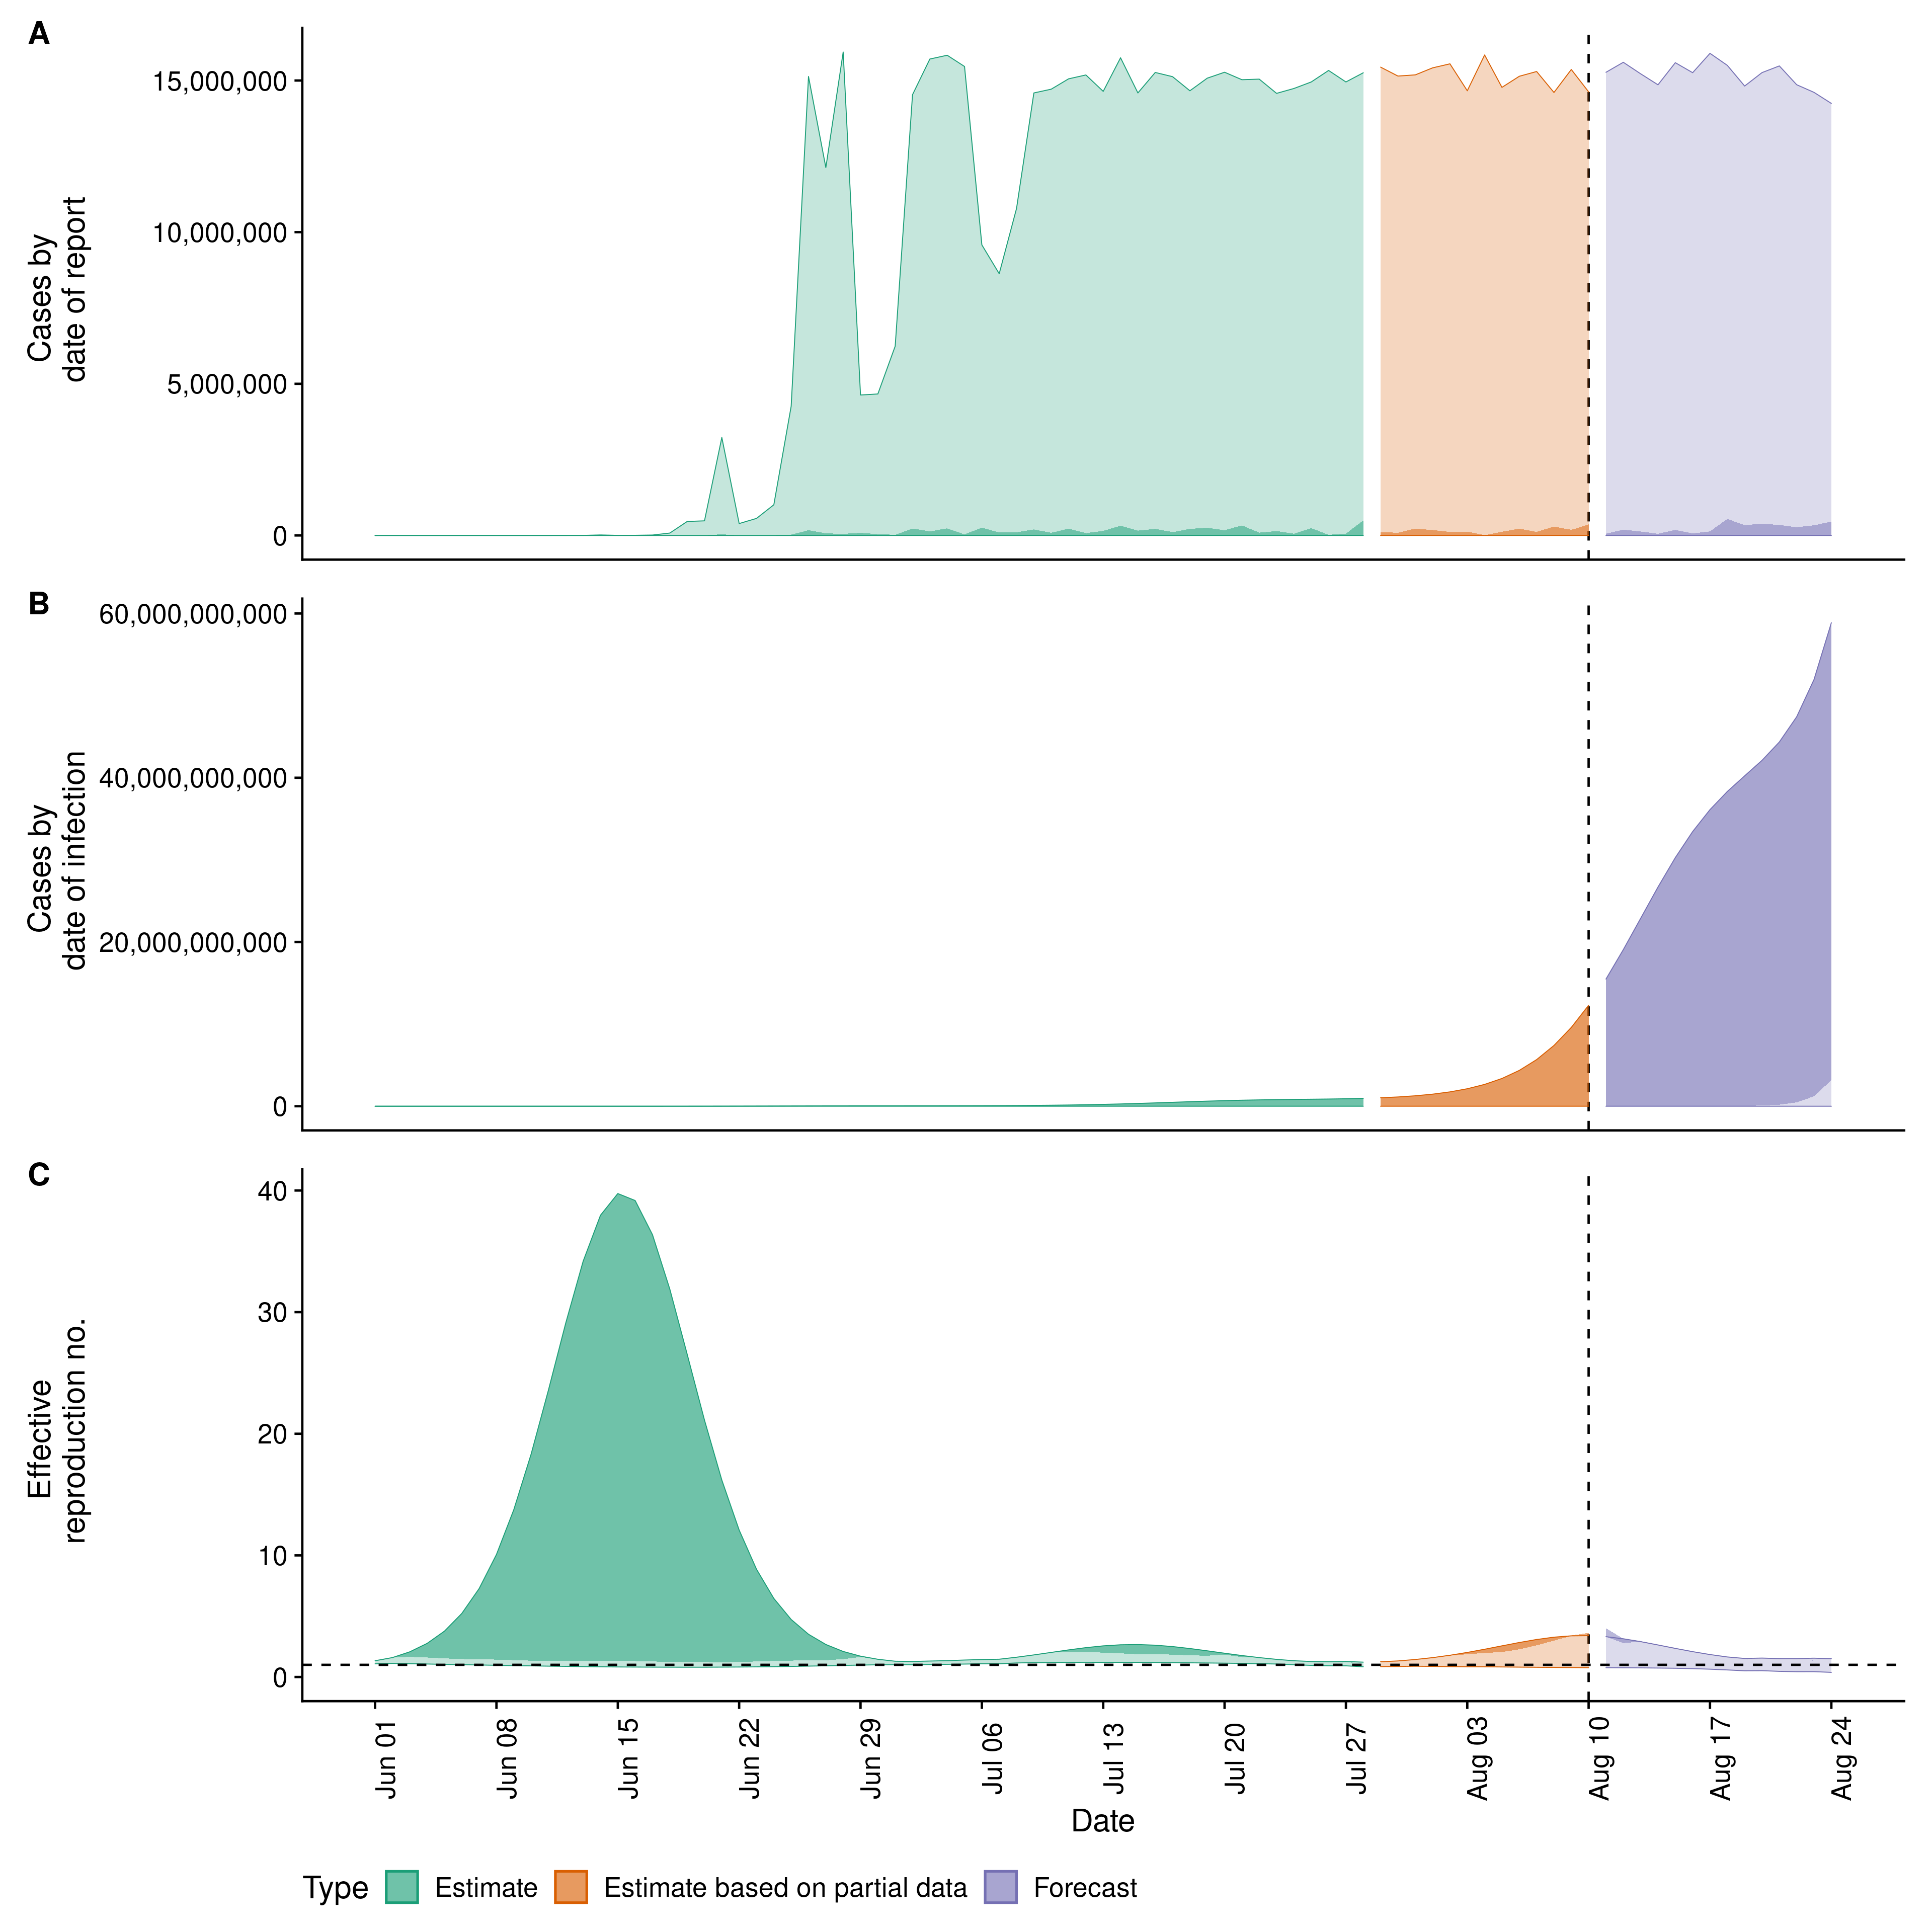 A
Cases by
date of report
15,000,000
10,000,000
5,000,000
0
B
Cases by
date of infection
60,000,000,000
40,000,000,000
20,000,000,000
0
C
Effective
reproduction no.
40
30
20
10
0
Jun 01
Jun 08
Jun 15
Jun 22
Jun 29
Jul 06
Jul 13
Jul 20
Jul 27
Aug 03
Aug 10
Aug 17
Aug 24
Date
Type Estimate Estimate based on partial data Forecast